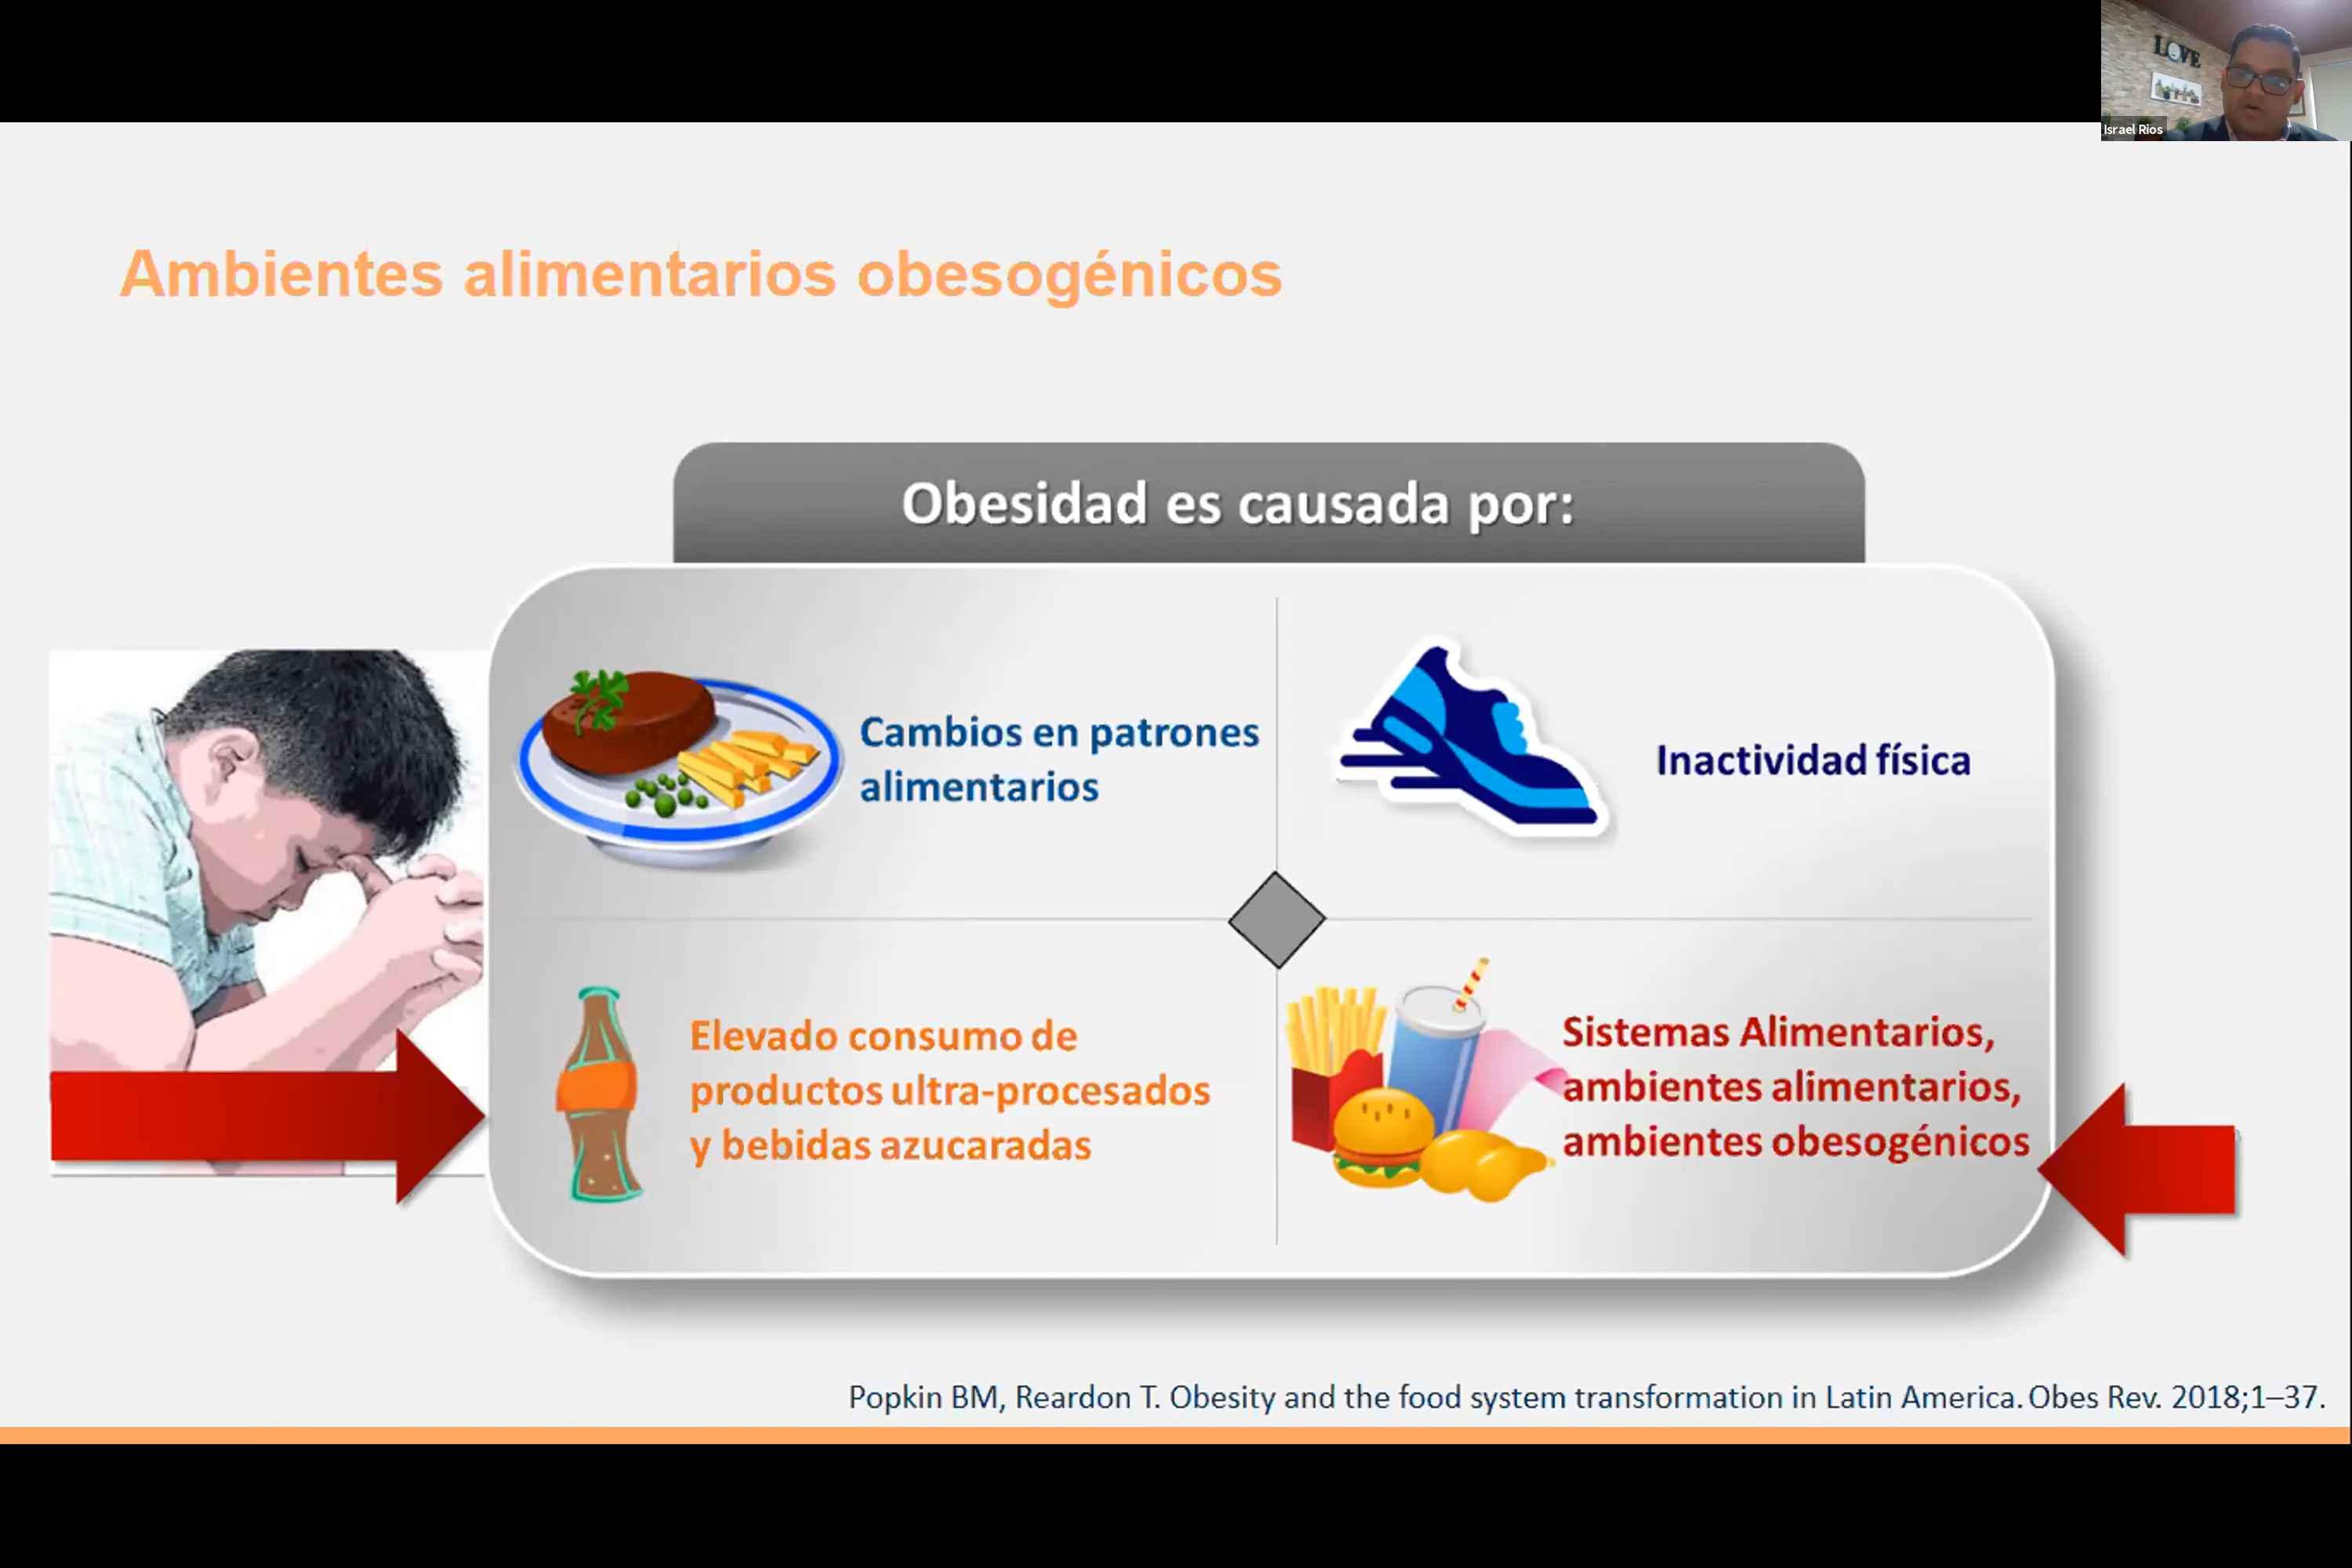 LOVE
Israel Rios
Ambientes alimentarios obesogénicos
Obesidad es causada por:
Cambios en patrones
alimentarios
Inactividad física
Elevado consumo de
productos ultra-procesados
y bebidas azucaradas
Sistemas Alimentarios,
ambientes alimentarios,
ambientes obesogénicos
Popkin BM, Reardon T. Obesity and the food system transformation in Latin America. Obes Rev. 2018;1–37.